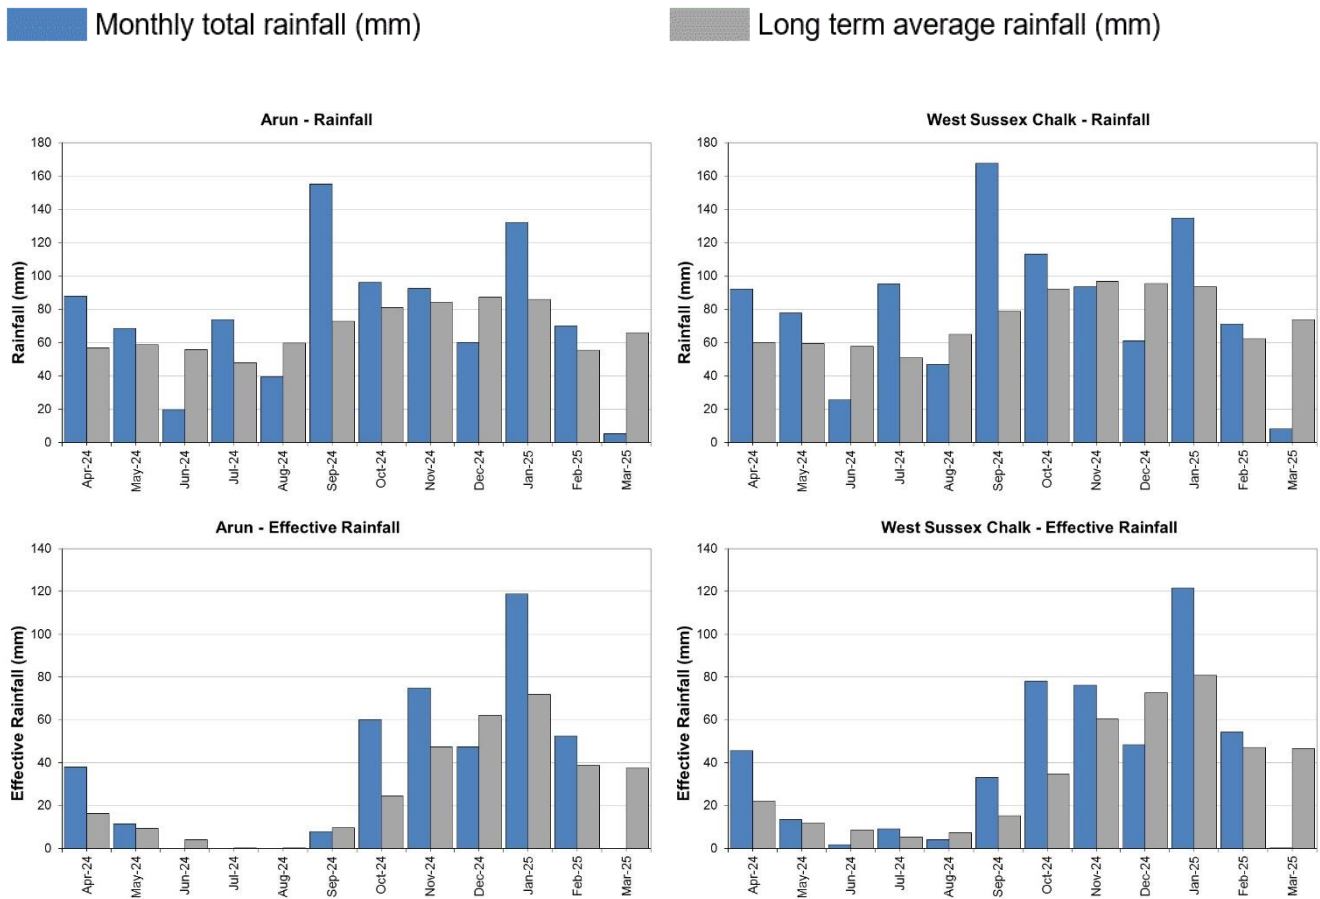 Monthly total rainfall (mm) Long term average rainfall (mm)
Arun - Rainfall
Rainfall (mm)
180
160
140
120
100
80
60
40
20
0
Apr-24
May-24
Jun-24
Jul-24
Aug-24
Sep-24
Oct-24
Nov-24
Dec-24
Jan-25
Feb-25
Mar-25
West Sussex Chalk - Rainfall
Rainfall (mm)
180
160
140
120
100
80
60
40
20
0
Apr-24
May-24
Jun-24
Jul-24
Aug-24
Sep-24
Oct-24
Nov-24
Dec-24
Jan-25
Feb-25
Mar-25
Arun - Effective Rainfall
Effective Rainfall (mm)
140
120
100
80
60
40
20
0
Apr-24
May-24
Jun-24
Jul-24
Aug-24
Sep-24
Oct-24
Nov-24
Dec-24
Jan-25
Feb-25
Mar-25
West Sussex Chalk - Effective Rainfall
Effective Rainfall (mm)
140
120
100
80
60
40
20
0
Apr-24
May-24
Jun-24
Jul-24
Aug-24
Sep-24
Oct-24
Nov-24
Dec-24
Jan-25
Feb-25
Mar-25